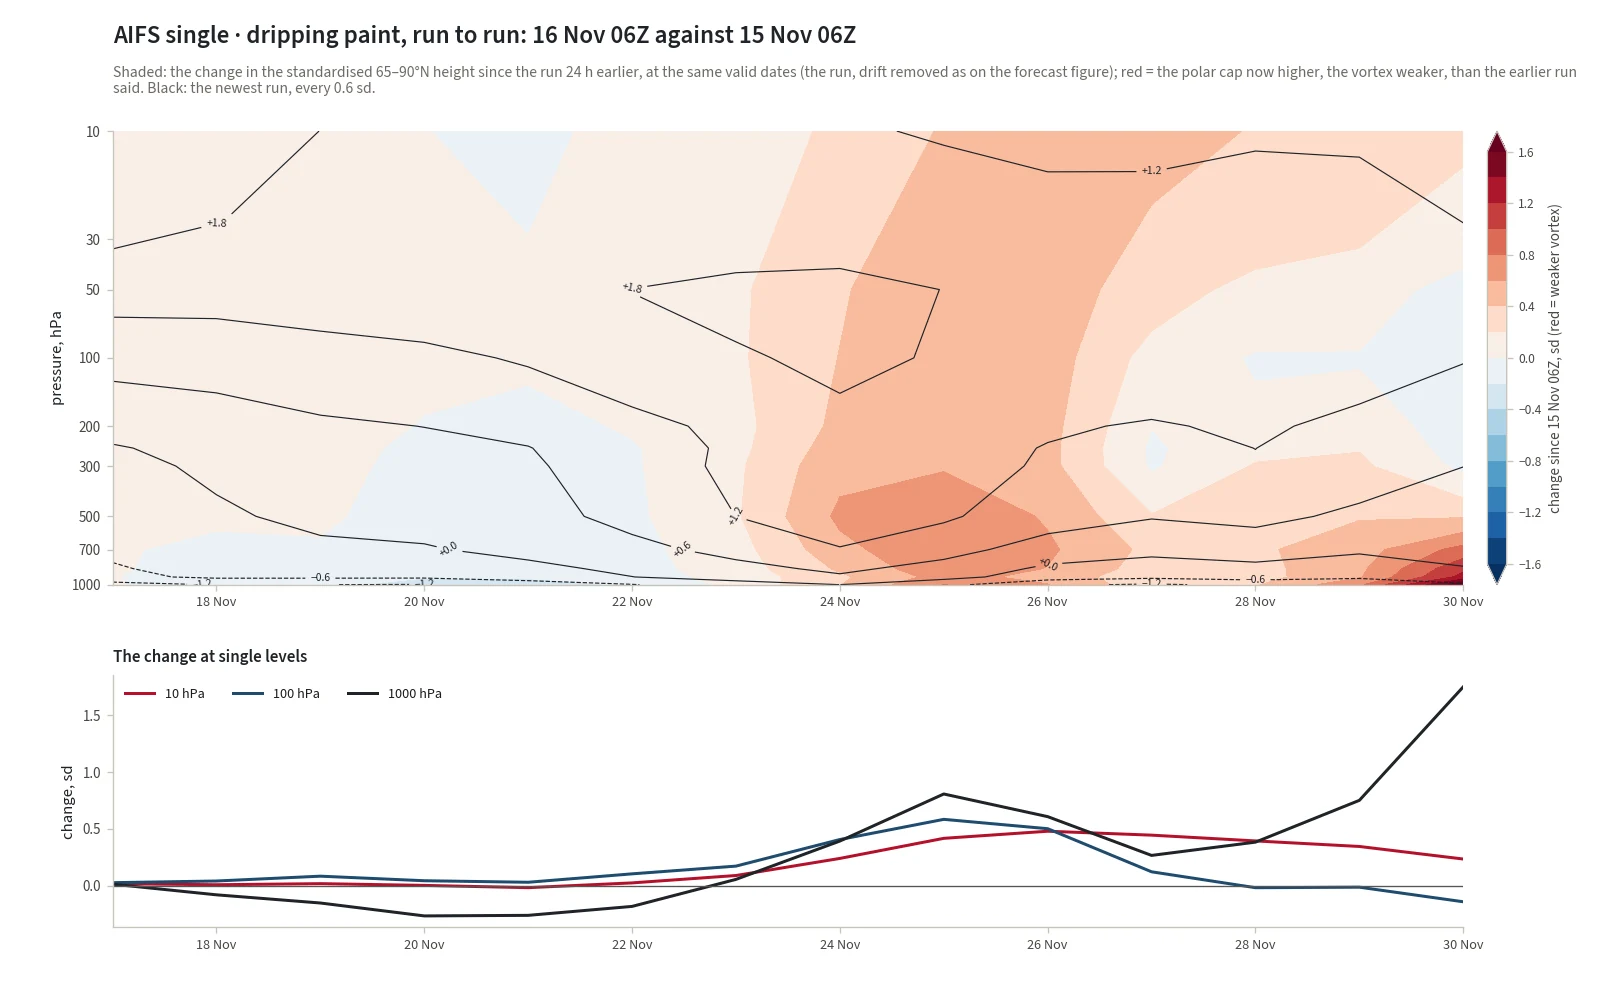 AIFS single · dripping paint, run to run: 16 Nov 06Z against 15 Nov 06Z
Shaded: the change in the standardised 65–90°N height since the run 24 h earlier, at the same valid dates (the run, drift removed as on the forecast figure); red = the polar cap now higher, the vortex weaker, than the earlier run
said. Black: the newest run, every 0.6 sd.
pressure, hPa
10
30
50
100
200
300
500
700
1000
+1.8
+1.8
+1.2
+1.2
+0.6
+0.0
+0.0
−0.6
−0.6
−1.2
−1.2
−1.2
18 Nov
20 Nov
22 Nov
24 Nov
26 Nov
28 Nov
30 Nov
1.6
1.2
0.8
0.4
0.0
−0.4
−0.8
−1.2
−1.6
change since 15 Nov 06Z, sd (red = weaker vortex)
The change at single levels
10 hPa
100 hPa
1000 hPa
change, sd
1.5
1.0
0.5
0.0
18 Nov
20 Nov
22 Nov
24 Nov
26 Nov
28 Nov
30 Nov